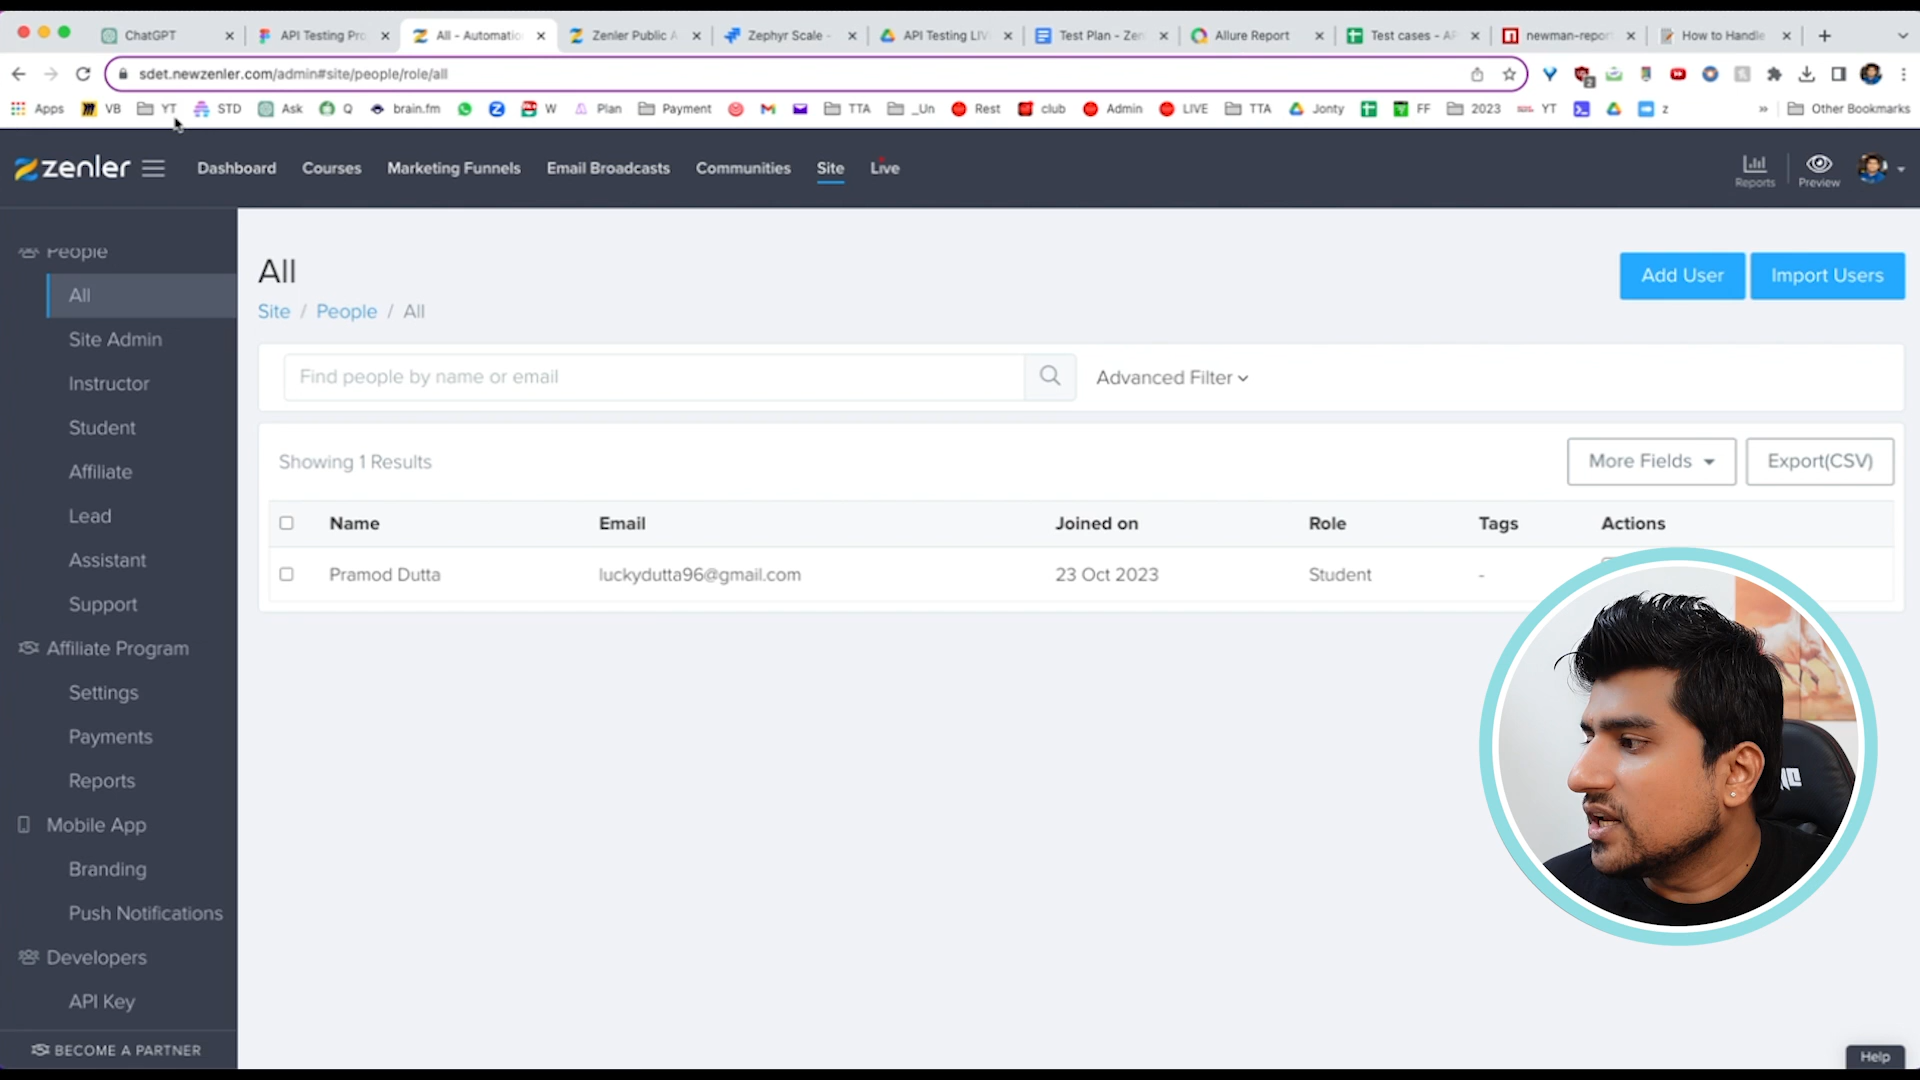 ChatGPT
API Testing Pro
All - Automatio
Zenler Public A
Zephyr Scale -
API Testing LIV
Test Plan - Zen
Allure Report
Test cases - AP
newman-repor
How to Handle
sdet.newzenler.com/admin#site/people/role/all
Apps VB YT STD Ask Q brain.fm Plan Payment TTA _Un Rest club Admin LIVE TTA Jonty FF 2023 YT z » Other Bookmarks
zenler
Dashboard
Courses
Marketing Funnels
Email Broadcasts
Communities
Site
Live
Reports
Preview
People
All
Site Admin
Instructor
Student
Affiliate
Lead
Assistant
Support
Affiliate Program
Settings
Payments
Reports
Mobile App
Branding
Push Notifications
Developers
API Key
BECOME A PARTNER
All
Site / People / All
Add User
Import Users
Find people by name or email
Advanced Filter
Showing 1 Results
More Fields
Export(CSV)
Name Email Joined on Role Tags Actions
Pramod Dutta luckydutta96@gmail.com 23 Oct 2023 Student -
Help